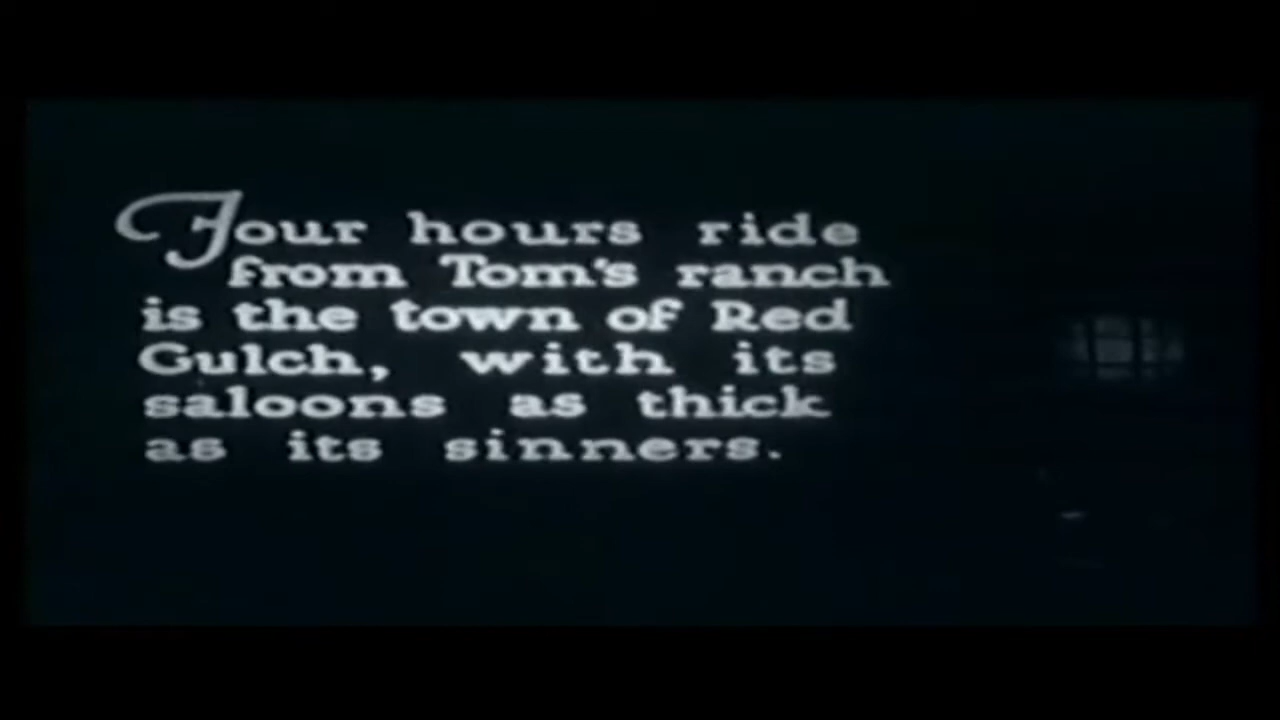 Four hours ride
from Tom's ranch
is the town of Red
Gulch, with its
saloons as thick
as its sinners.